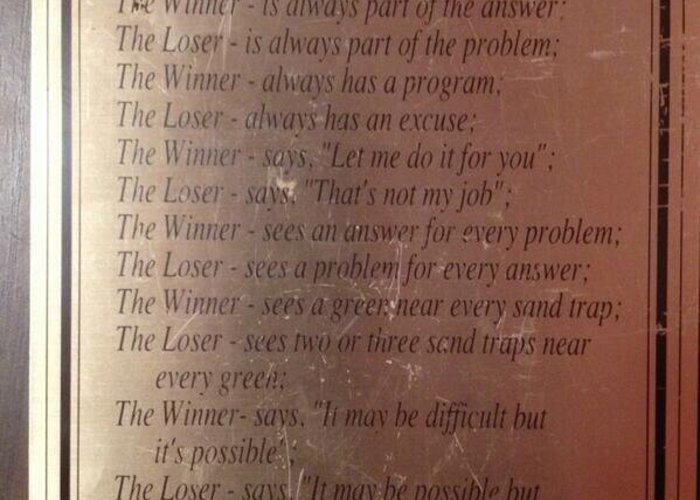 The Winner - is always part of the answer;
The Loser - is always part of the problem;
The Winner - always has a program;
The Loser - always has an excuse;
The Winner - says, "Let me do it for you";
The Loser - says, "That's not my job";
The Winner - sees an answer for every problem;
The Loser - sees a problem for every answer;
The Winner - sees a green near every sand trap;
The Loser - sees two or three sand traps near
every green;
The Winner- says, "It may be difficult but
it's possible";
The Loser - says, "It may be possible but